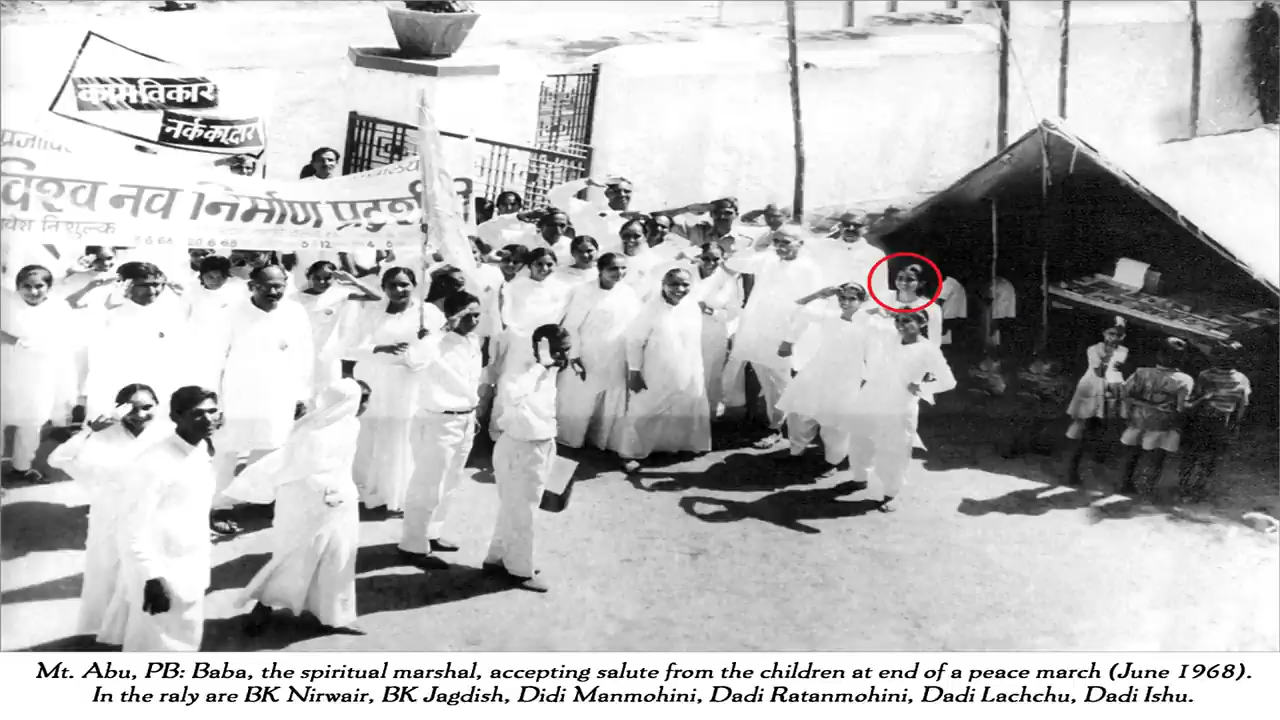 काम विकार
नर्क का द्वार
विश्व नव निर्माण
वेश निःशुल्क
Mt. Abu, PB: Baba, the spiritual marshal, accepting salute from the children at end of a peace march (June 1968).
In the raly are BK Nirwair, BK Jagdish, Didi Manmohini, Dadi Ratanmohini, Dadi Lachchu, Dadi Ishu.